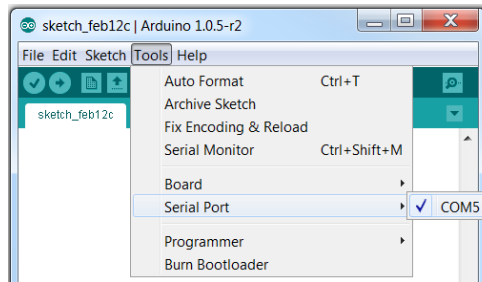 sketch_feb12c | Arduino 1.0.5-r2
File Edit Sketch Tools Help
sketch_feb12c
Auto Format Ctrl+T
Archive Sketch
Fix Encoding & Reload
Serial Monitor Ctrl+Shift+M
Board
Serial Port
COM5
Programmer
Burn Bootloader